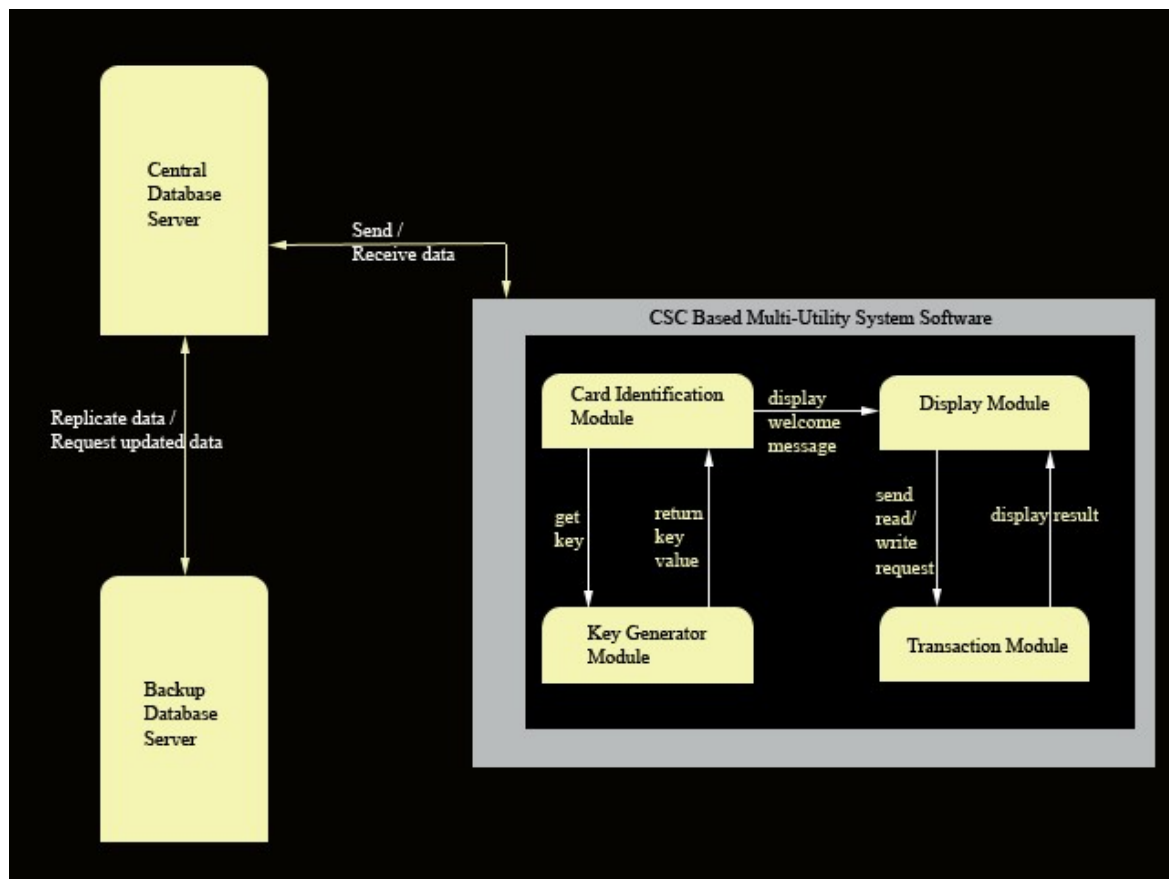 Central
Database
Server
Send /
Receive data
CSC Based Multi-Utility System Software
Card Identification
Module
display
welcome
message
Display Module
Replicate data /
Request updated data
get
key
return
key
value
send
read/
write
request
display result
Key Generator
Module
Transaction Module
Backup
Database
Server